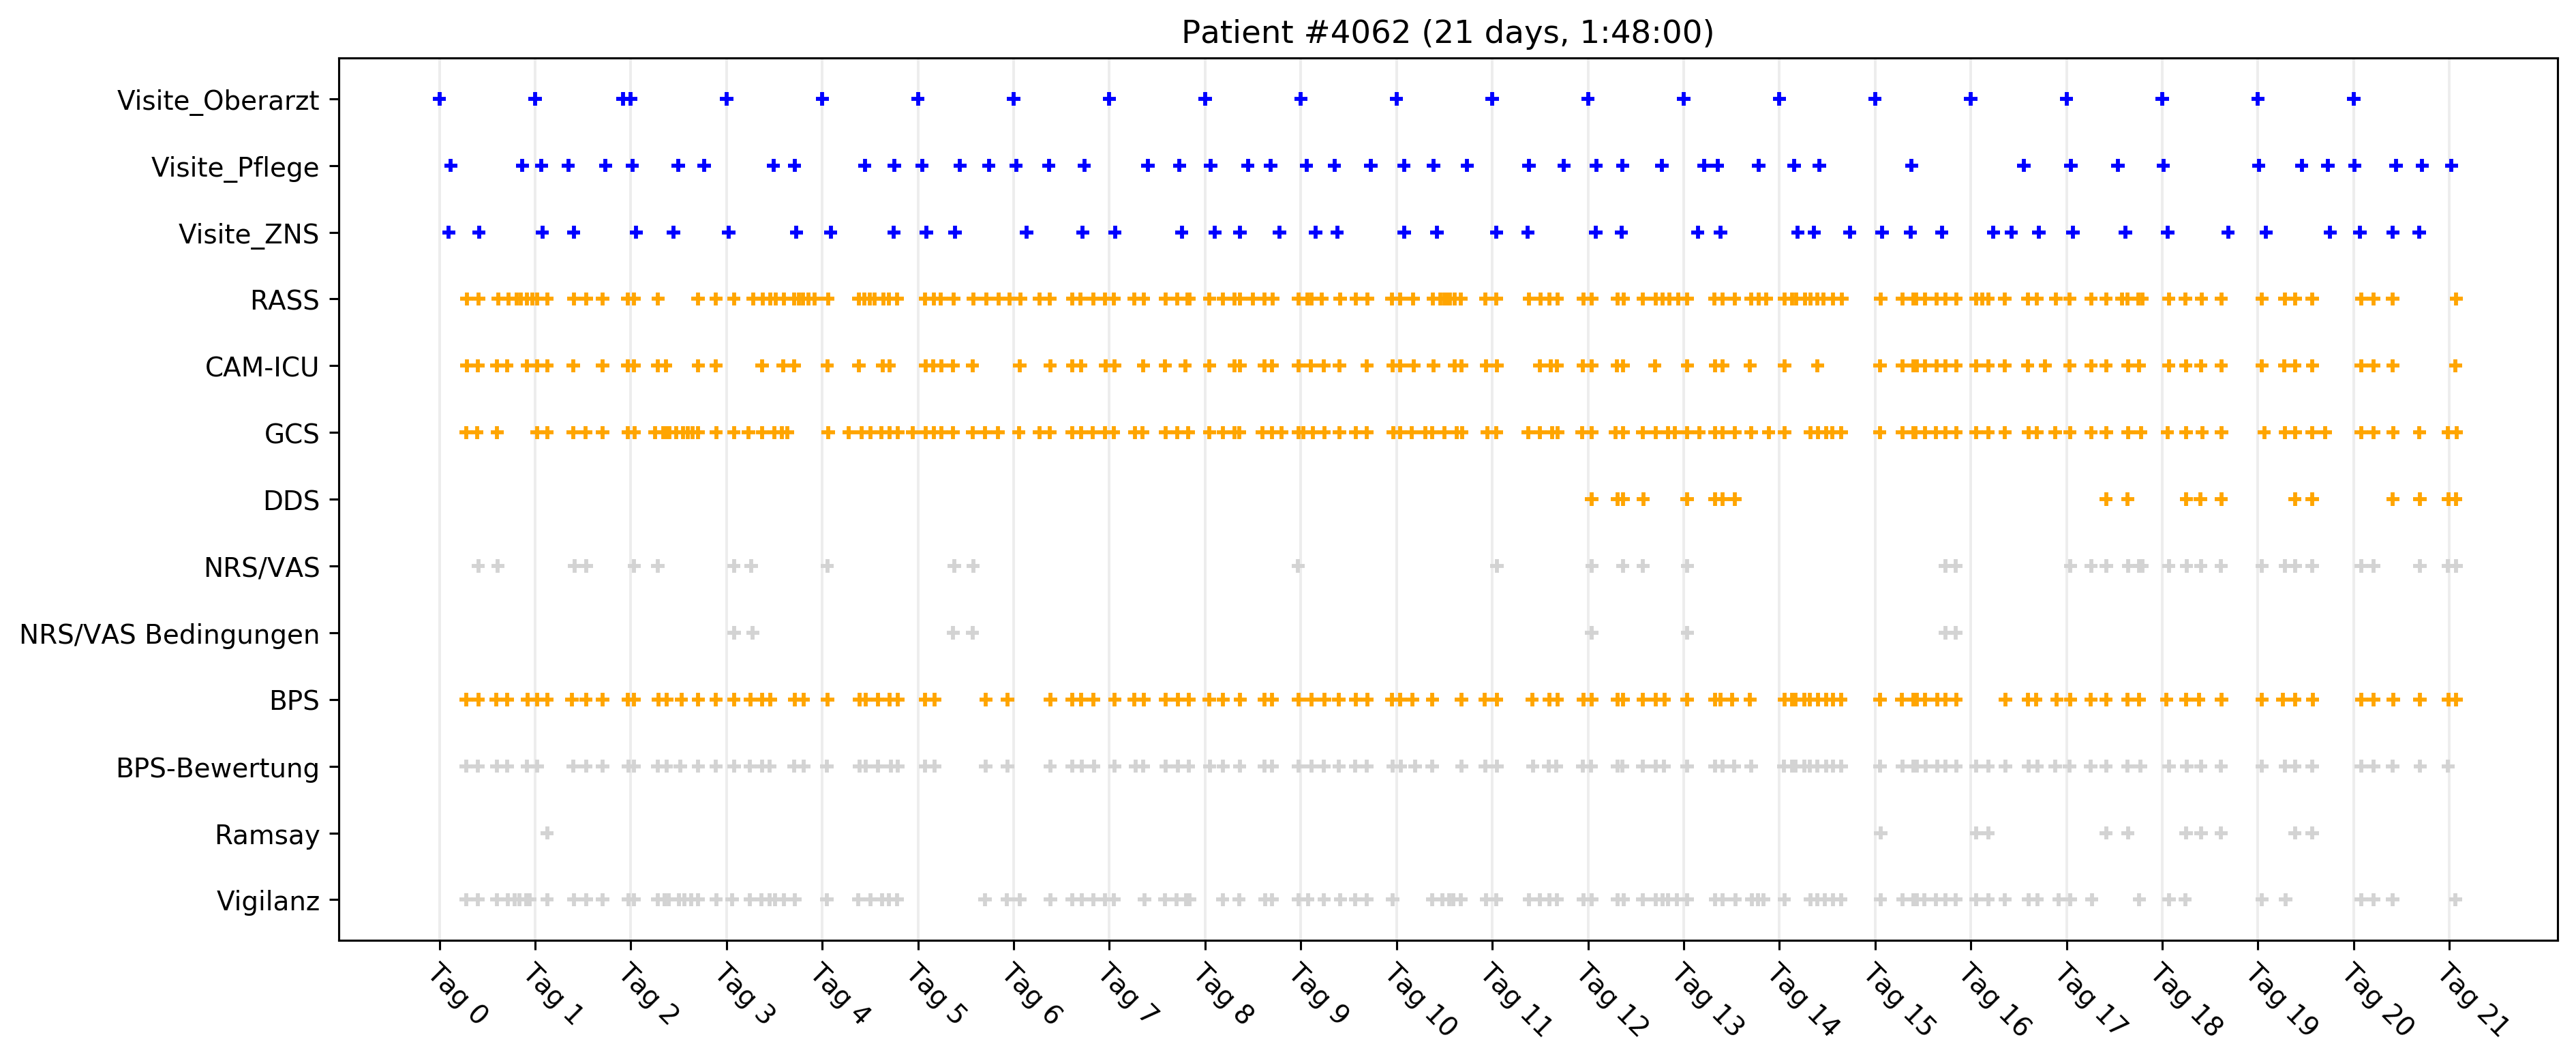 Patient #4062 (21 days, 1:48:00)
Visite_Oberarzt
Visite_Pflege
Visite_ZNS
RASS
CAM-ICU
GCS
DDS
NRS/VAS
NRS/VAS Bedingungen
BPS
BPS-Bewertung
Ramsay
Vigilanz
Tag 0
Tag 1
Tag 2
Tag 3
Tag 4
Tag 5
Tag 6
Tag 7
Tag 8
Tag 9
Tag 10
Tag 11
Tag 12
Tag 13
Tag 14
Tag 15
Tag 16
Tag 17
Tag 18
Tag 19
Tag 20
Tag 21